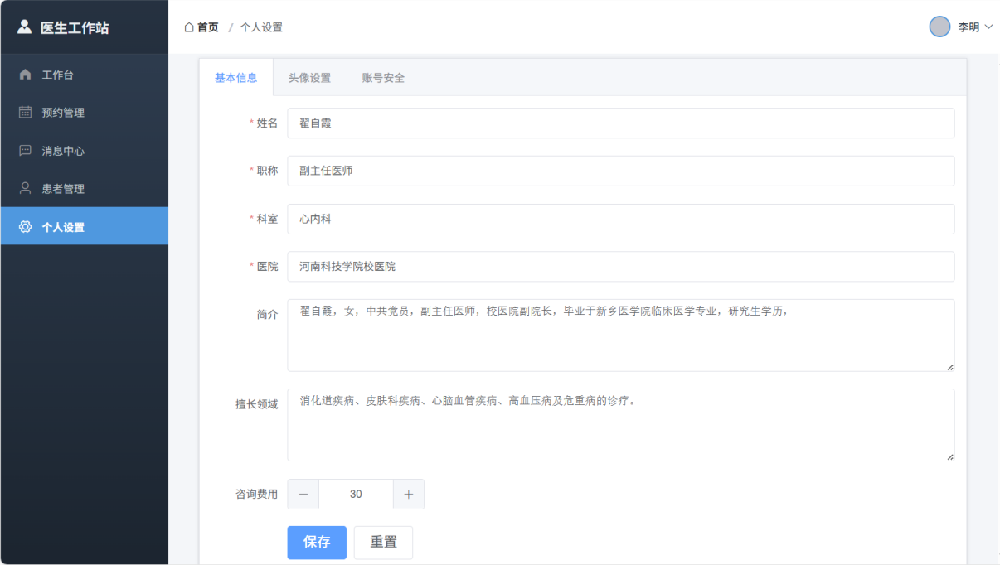 医生工作站
首页 / 个人设置
李明
工作台
预约管理
消息中心
患者管理
个人设置
基本信息 头像设置 账号安全
* 姓名 翟自霞
* 职称 副主任医师
* 科室 心内科
* 医院 河南科技学院校医院
简介 翟自霞，女，中共党员，副主任医师，校医院副院长，毕业于新乡医学院临床医学专业，研究生学历，
擅长领域 消化道疾病、皮肤科疾病、心脑血管疾病、高血压病及危重病的诊疗。
咨询费用 — 30 +
保存 重置